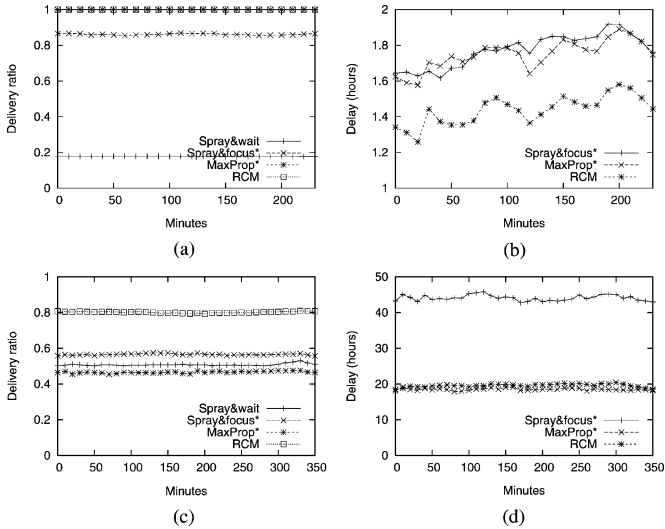 1
0.8
0.6
0.4
0.2
0
Delivery ratio
Spray&wait
Spray&focus*
MaxProp*
RCM
0 50 100 150 200
Minutes
(a)
2
1.8
1.6
1.4
1.2
1
Delay (hours)
Spray&focus*
MaxProp*
RCM
0 50 100 150 200
Minutes
(b)
1
0.8
0.6
0.4
0.2
0
Delivery ratio
Spray&wait
Spray&focus*
MaxProp*
RCM
0 50 100 150 200 250 300 350
Minutes
(c)
50
40
30
20
10
0
Delay (hours)
Spray&focus*
MaxProp*
RCM
0 50 100 150 200 250 300 350
Minutes
(d)